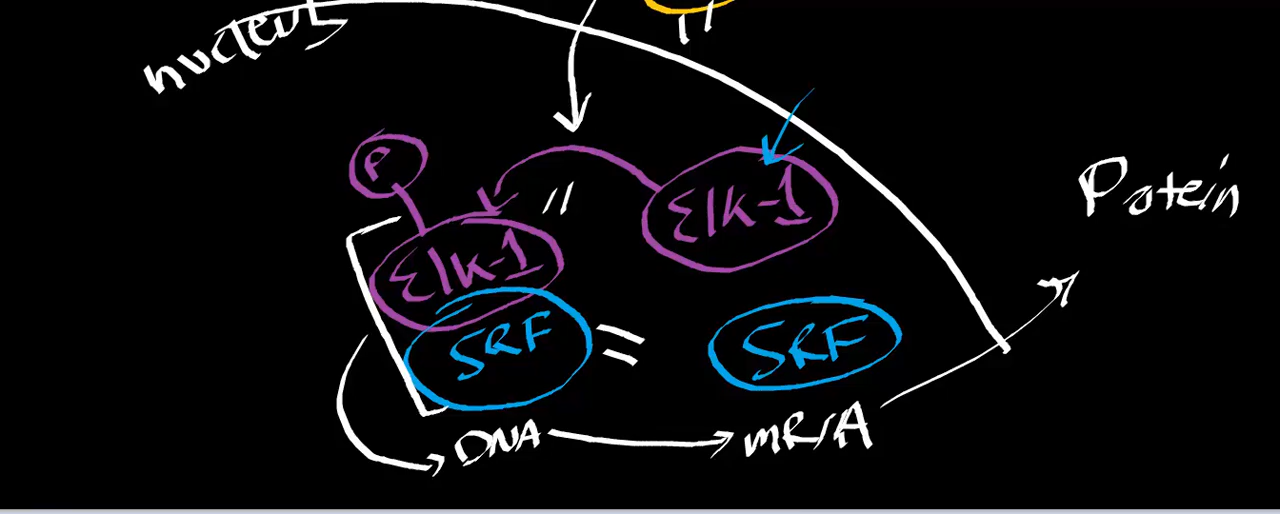 nucleus
P
Elk-1
Elk-1
Protein
SRF
SRF
DNA
mRNA